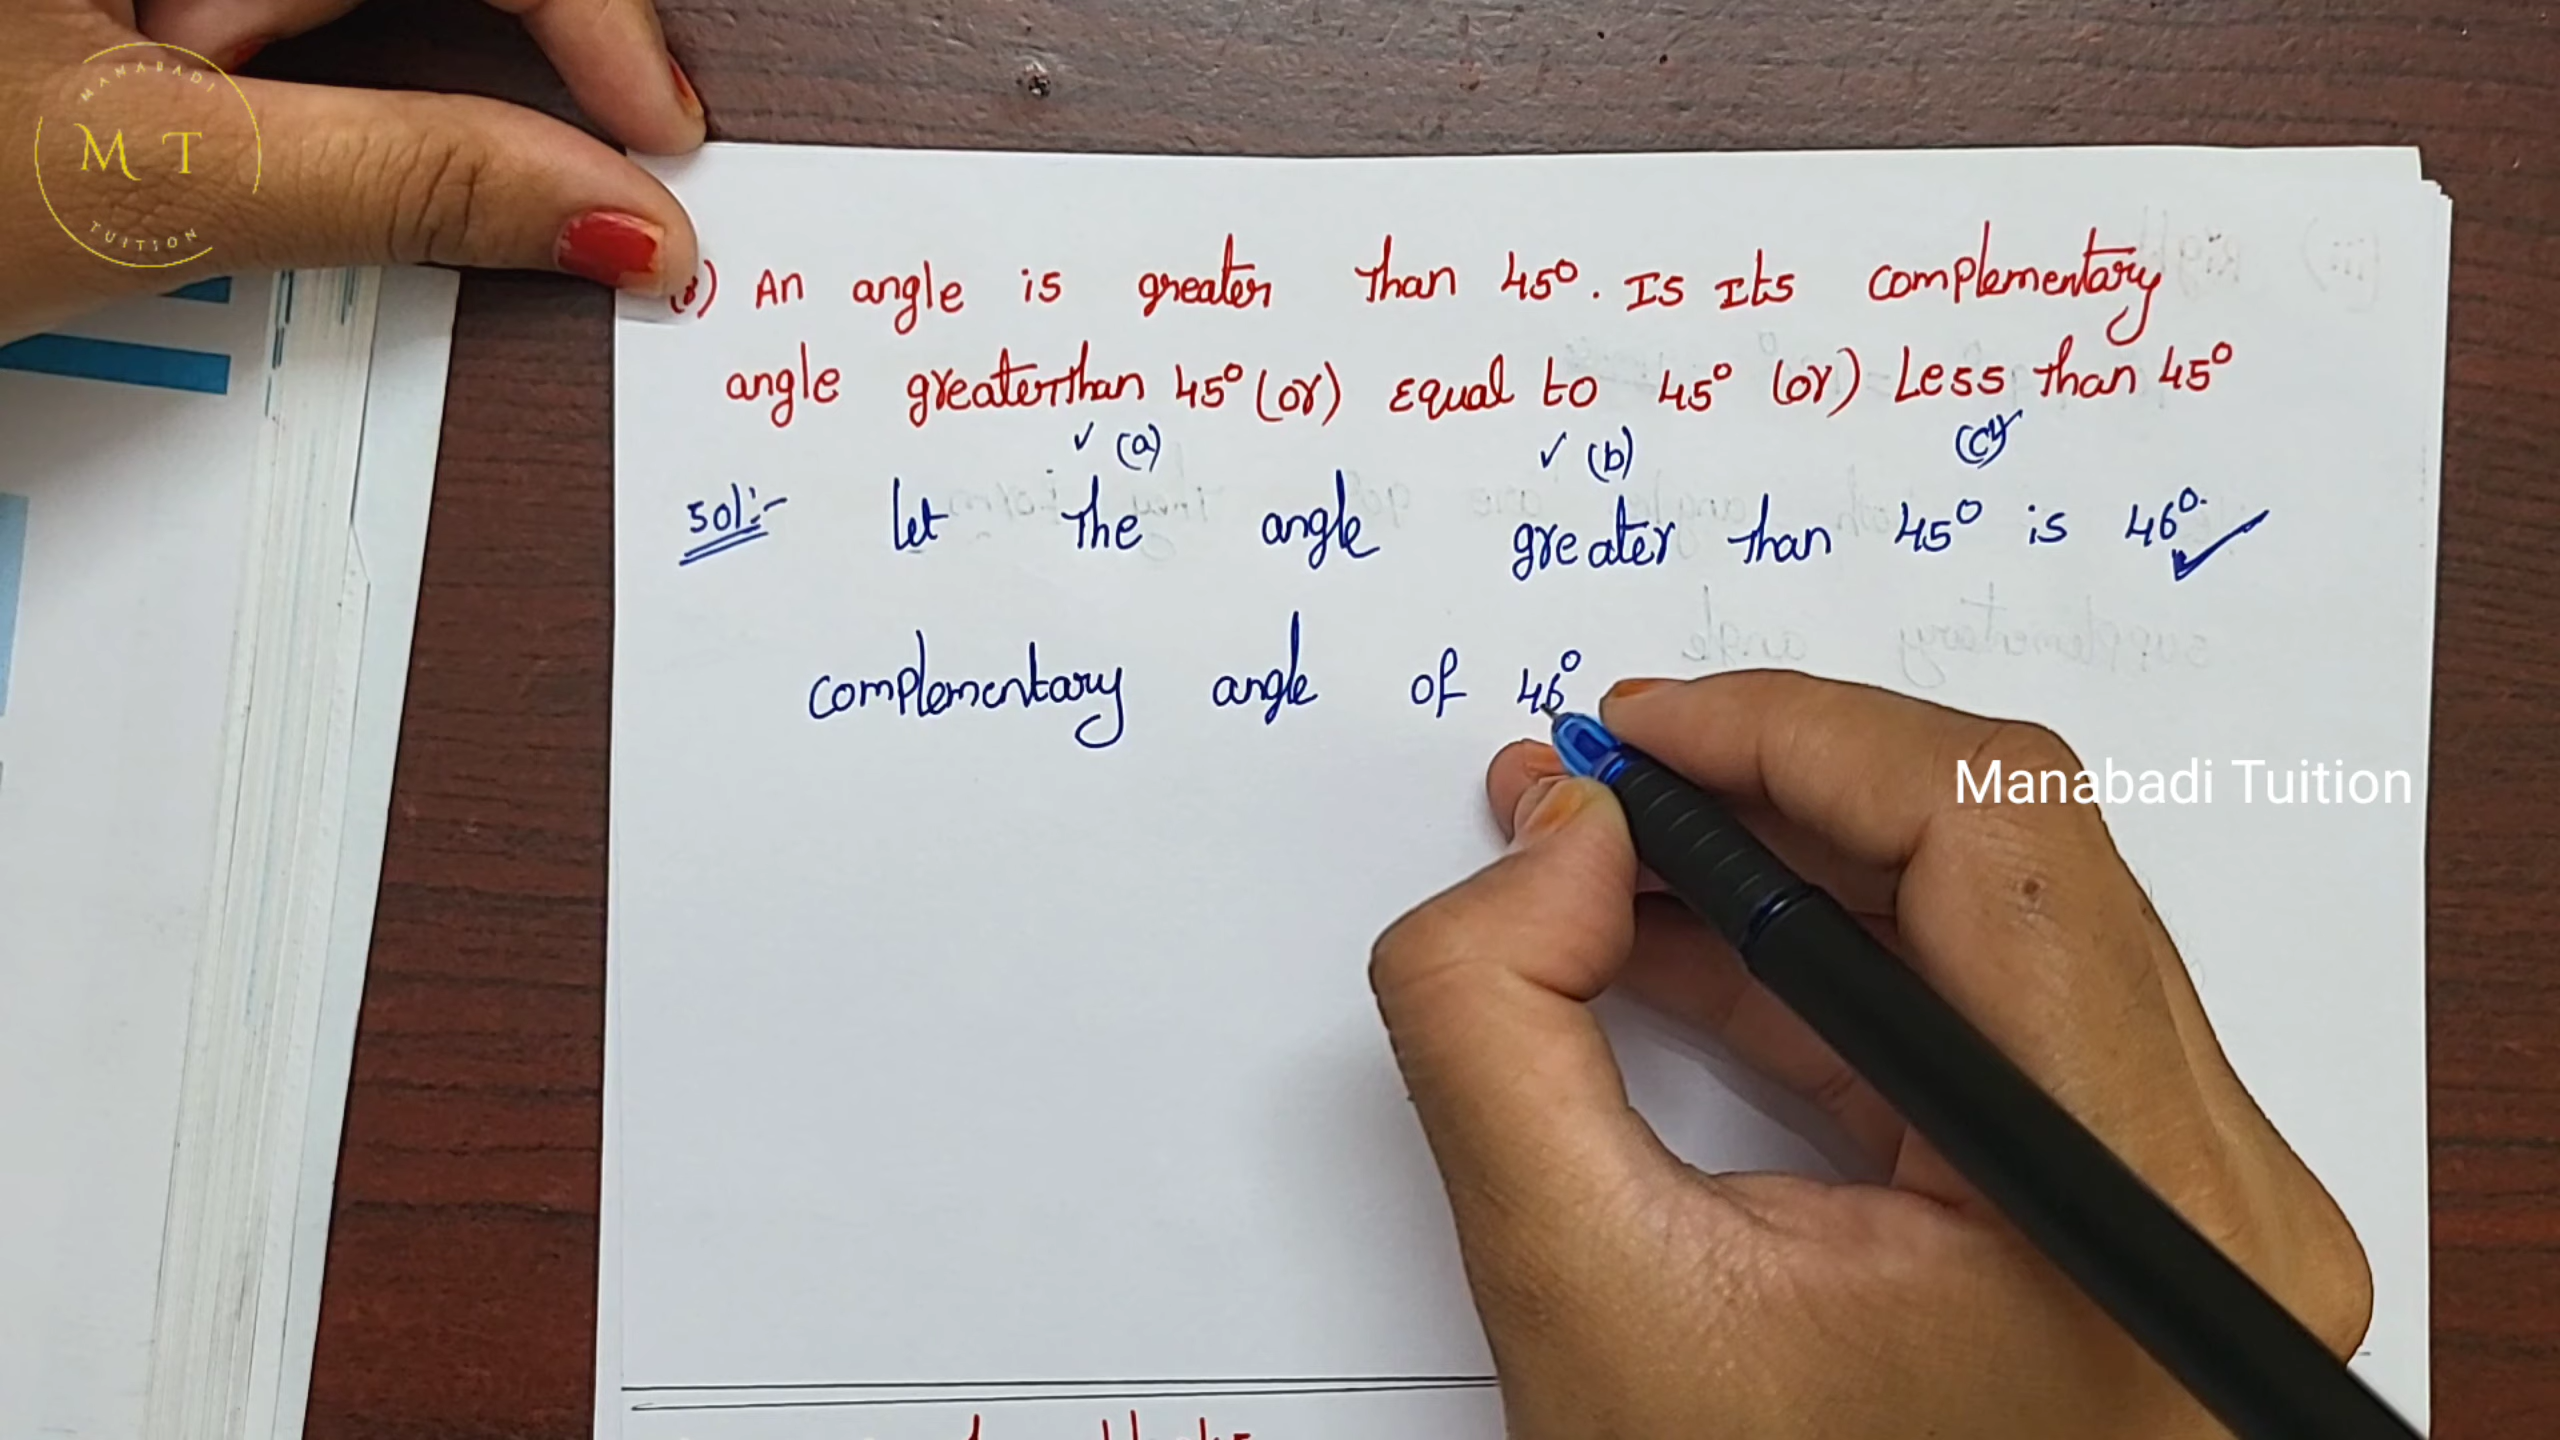 MANABADI
M T
TUITION
An angle is greater than 45°. Is Its complementary
angle greaterthan 45° (or) Equal to 45° (or) Less than 45°
✓ (a) ✓ (b) (c)
Sol:- let the angle greater than 45° is 46°.
complementary angle of 46°
Manabadi Tuition